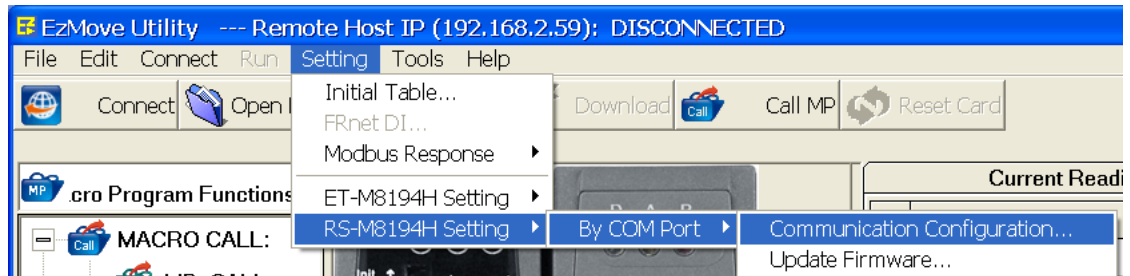 EzMove Utility --- Remote Host IP (192.168.2.59): DISCONNECTED
File Edit Connect Run Setting Tools Help
Connect Open Download Call MP Reset Card
Initial Table...
FRnet DI...
Modbus Response
ET-M8194H Setting
RS-M8194H Setting By COM Port Communication Configuration...
Update Firmware...
MP .cro Program Functions
Current Readi
Call MACRO CALL: